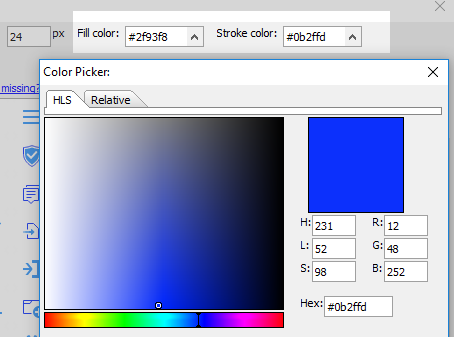 24 px Fill color: #2f93f8 Stroke color: #0b2ffd
missing?
Color Picker:
HLS Relative
H: 231 R: 12
L: 52 G: 48
S: 98 B: 252
Hex: #0b2ffd